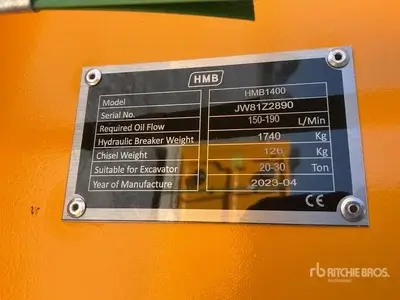 HMB
Model HMB1400
Serial No. JW81Z2890
Required Oil Flow 150-190 L/Min
Hydraulic Breaker Weight 1740 Kg
Chisel Weight 126 Kg
Suitable for Excavator 20-30 Ton
Year of Manufacture 2023-04
CE
rb RITCHIE BROS.